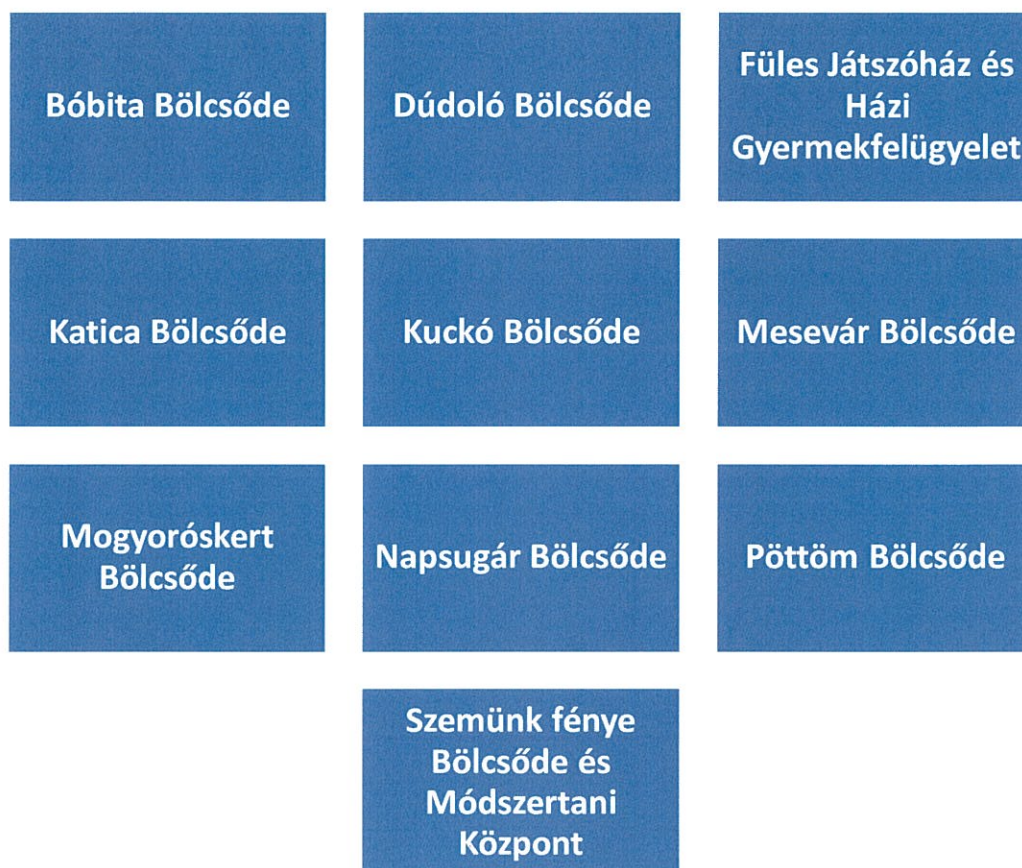 Bóbita Bölcsőde
Dúdoló Bölcsőde
Füles Játszóház és
Házi
Gyermekfelügyelet
Katica Bölcsőde
Kuckó Bölcsőde
Mesevár Bölcsőde
Mogyoróskert
Bölcsőde
Napsugár Bölcsőde
Pöttöm Bölcsőde
Szemünk fénye
Bölcsőde és
Módszertani
Központ